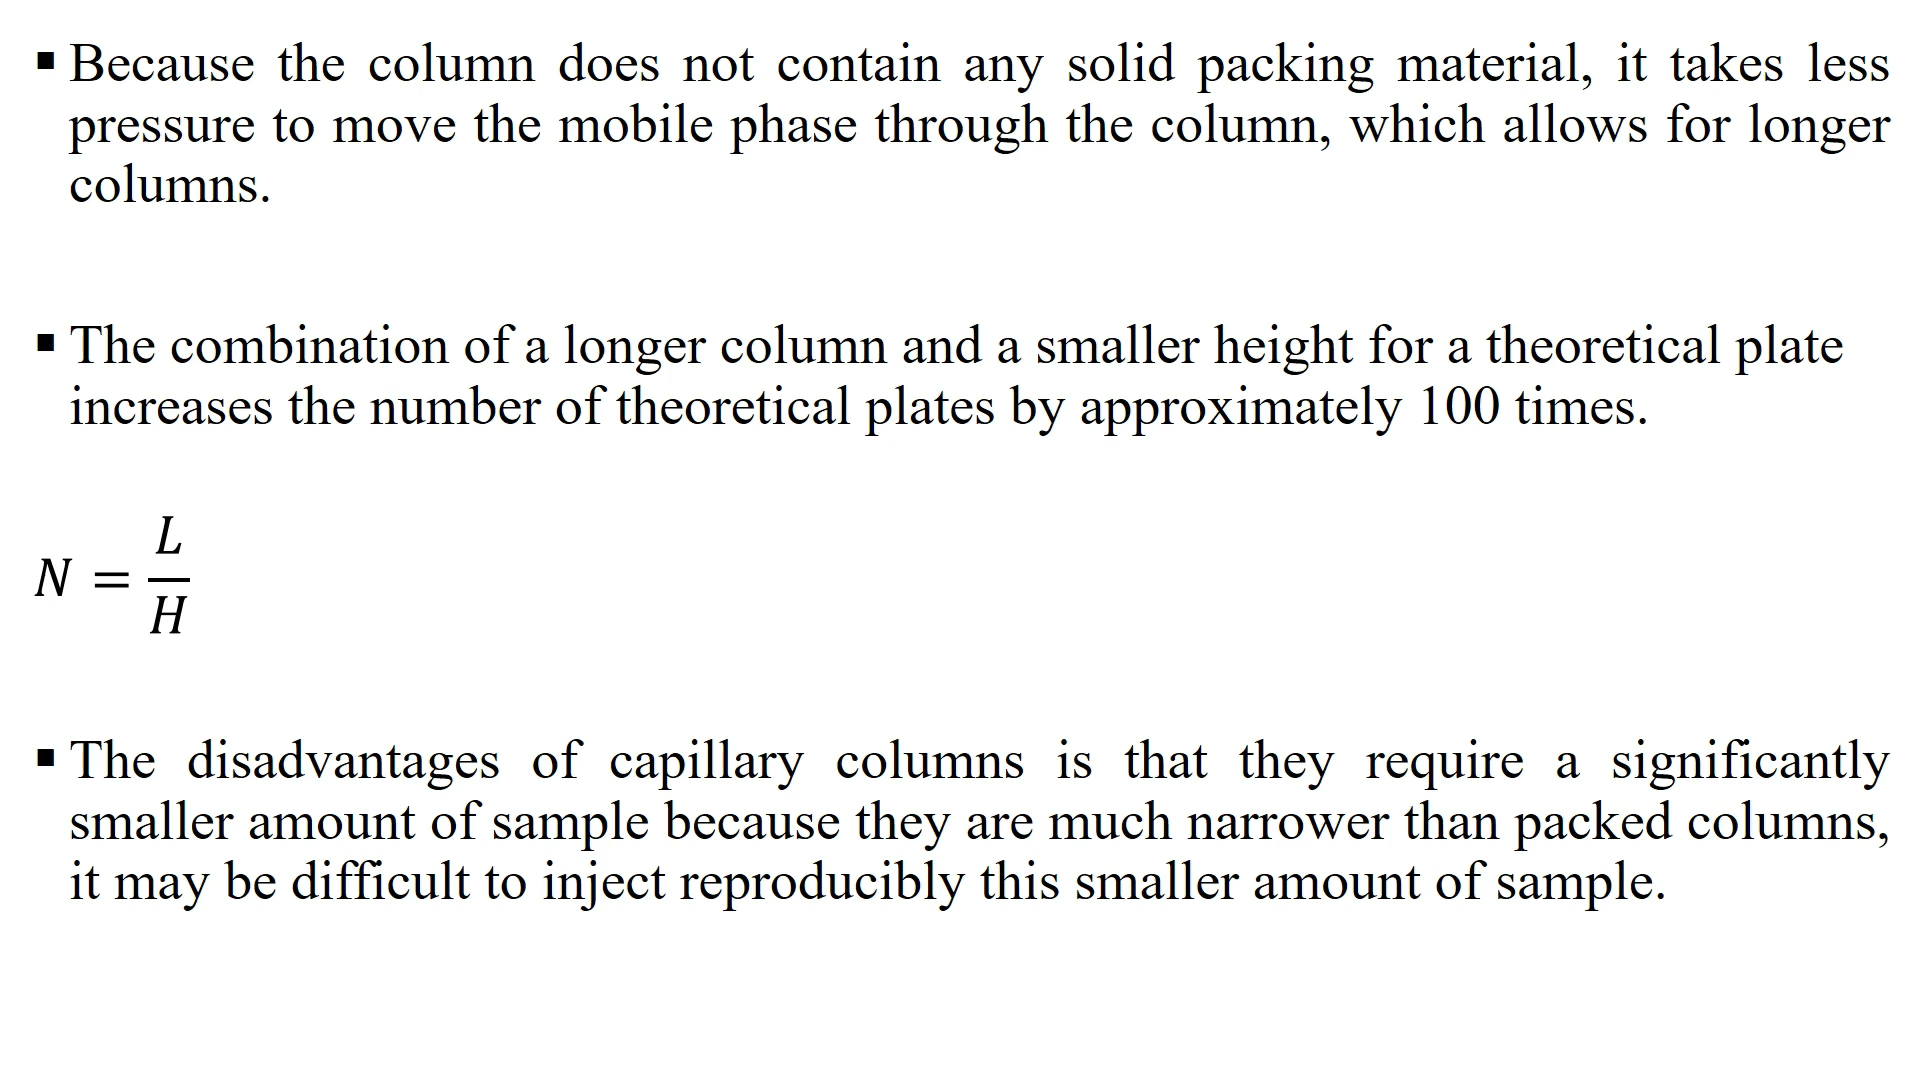 ▪ Because the column does not contain any solid packing material, it takes less
pressure to move the mobile phase through the column, which allows for longer
columns.
▪ The combination of a longer column and a smaller height for a theoretical plate
increases the number of theoretical plates by approximately 100 times.
N = L/H
▪ The disadvantages of capillary columns is that they require a significantly
smaller amount of sample because they are much narrower than packed columns,
it may be difficult to inject reproducibly this smaller amount of sample.